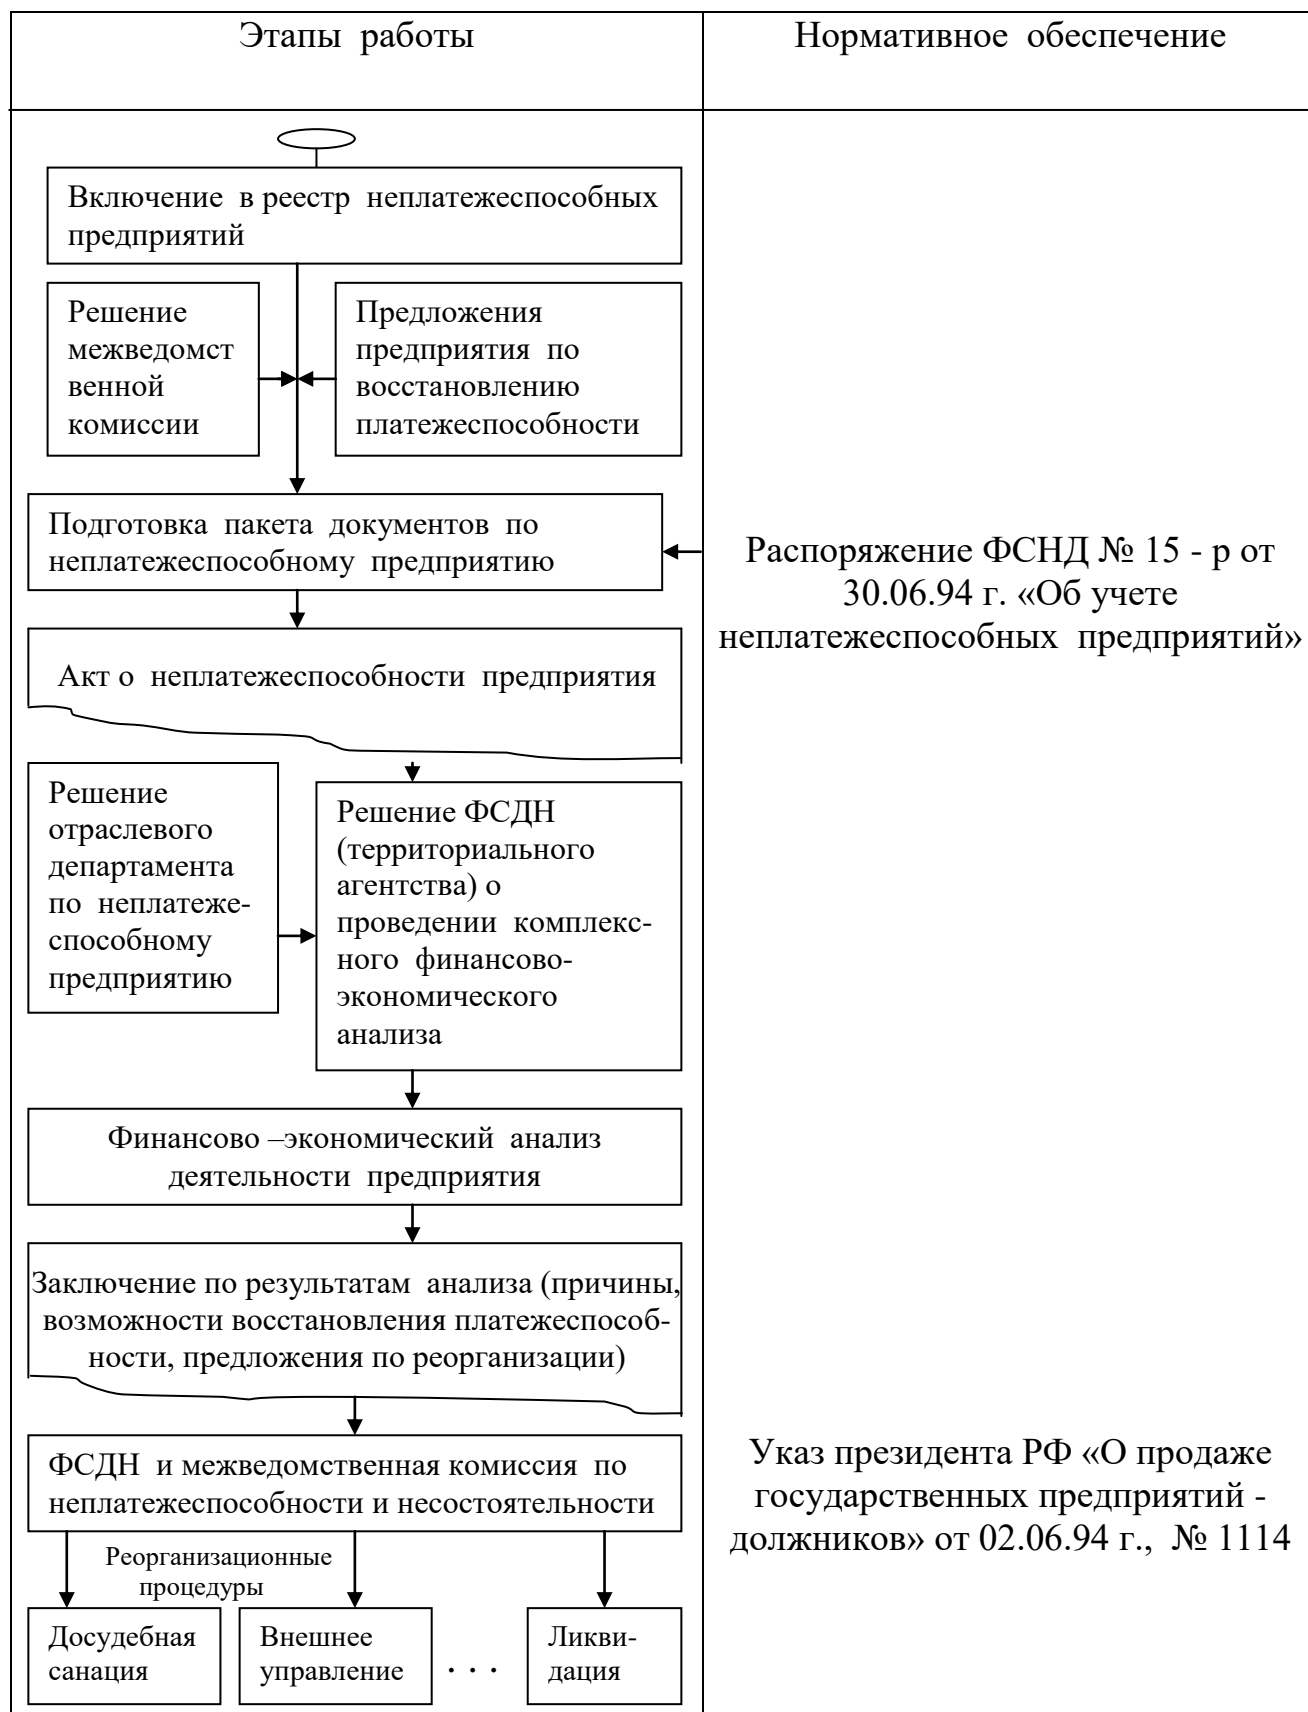 Этапы работы
Нормативное обеспечение
Включение в реестр неплатежеспособных
предприятий
Решение
межведомст
венной
комиссии
Предложения
предприятия по
восстановлению
платежеспособности
Подготовка пакета документов по
неплатежеспособному предприятию
Распоряжение ФСНД № 15 - р от
30.06.94 г. «Об учете
неплатежеспособных предприятий»
Акт о неплатежеспособности предприятия
Решение
отраслевого
департамента
по неплатеже-
способному
предприятию
Решение ФСДН
(территориального
агентства) о
проведении комплекс-
ного финансово-
экономического
анализа
Финансово –экономический анализ
деятельности предприятия
Заключение по результатам анализа (причины,
возможности восстановления платежеспособ-
ности, предложения по реорганизации)
ФСДН и межведомственная комиссия по
неплатежеспособности и несостоятельности
Указ президента РФ «О продаже
государственных предприятий -
должников» от 02.06.94 г., № 1114
Реорганизационные
процедуры
Досудебная
санация
Внешнее
управление
. . .
Ликви-
дация